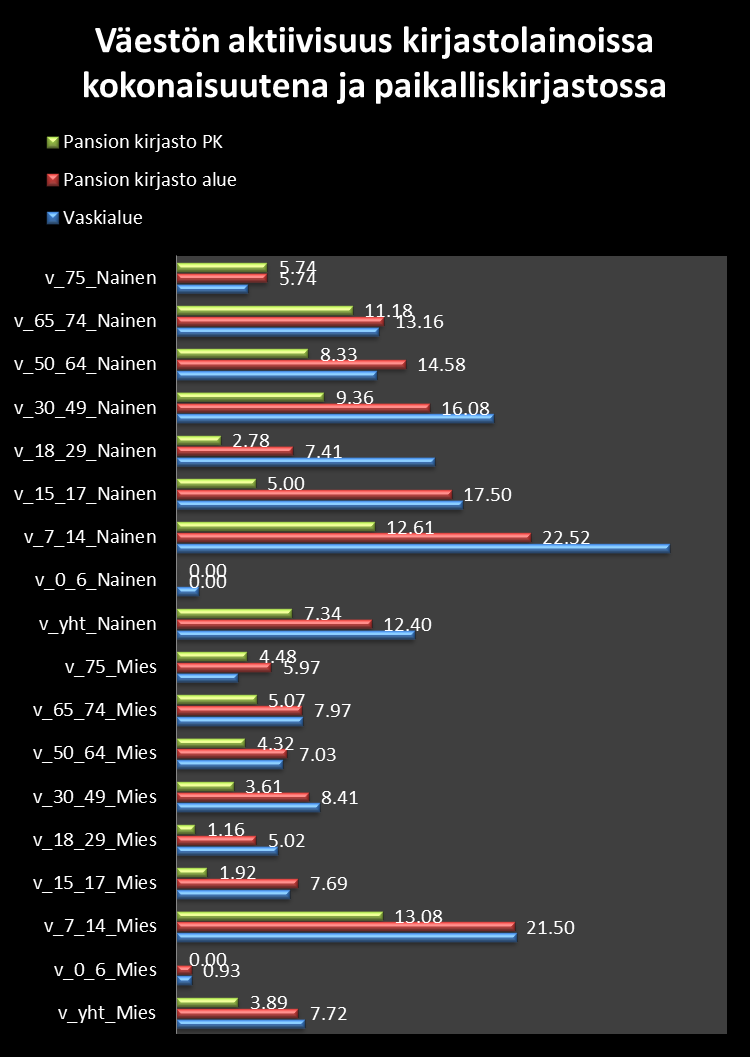 Väestön aktiivisuus kirjastolainoissa
kokonaisuutena ja paikalliskirjastossa
Pansion kirjasto PK
Pansion kirjasto alue
Vaskialue
v_75_Nainen 5.74
5.74
v_65_74_Nainen 11.18
13.16
v_50_64_Nainen 8.33
14.58
v_30_49_Nainen 9.36
16.08
v_18_29_Nainen 2.78
7.41
v_15_17_Nainen 5.00
17.50
v_7_14_Nainen 12.61
22.52
v_0_6_Nainen 0.00
0.00
v_yht_Nainen 7.34
12.40
v_75_Mies 4.48
5.97
v_65_74_Mies 5.07
7.97
v_50_64_Mies 4.32
7.03
v_30_49_Mies 3.61
8.41
v_18_29_Mies 1.16
5.02
v_15_17_Mies 1.92
7.69
v_7_14_Mies 13.08
21.50
v_0_6_Mies 0.00
0.93
v_yht_Mies 3.89
7.72